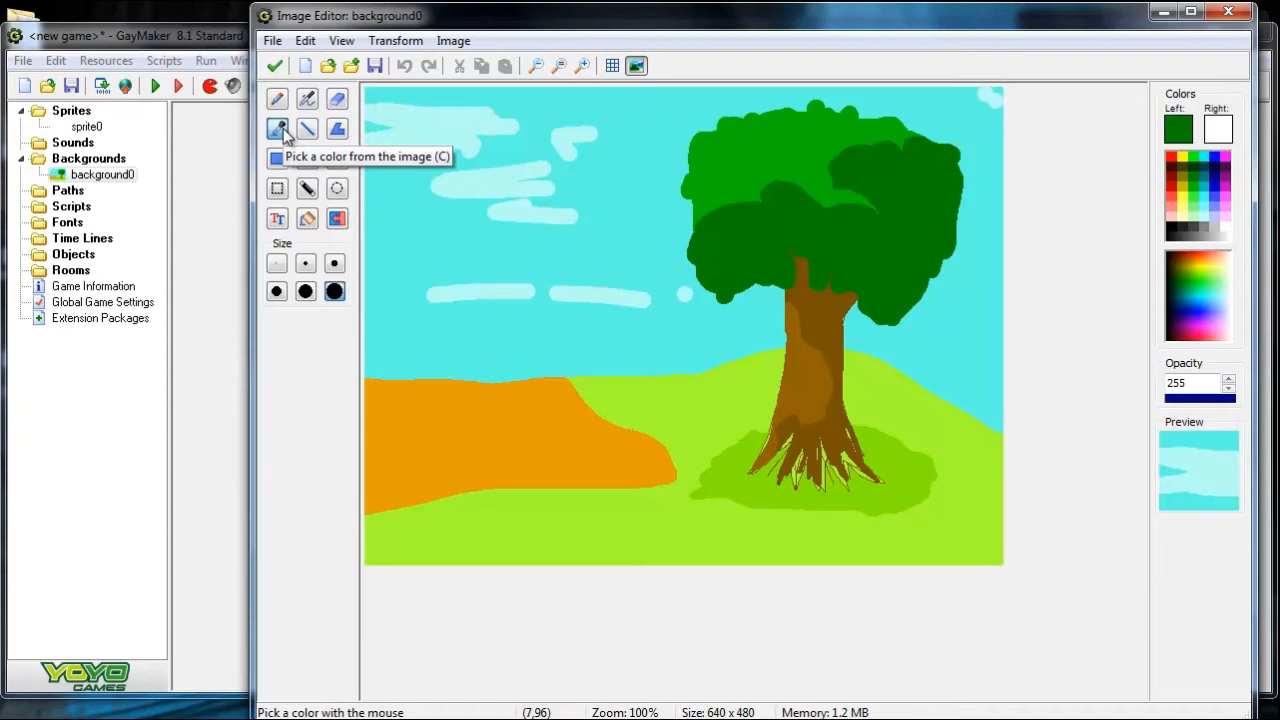 Image Editor: background0
<new game>* - GayMaker 8.1 Standard
File Edit View Transform Image
File Edit Resources Scripts Run Win
Sprites
sprite0
Sounds
Backgrounds
background0
Paths
Scripts
Fonts
Time Lines
Objects
Rooms
Game Information
Global Game Settings
Extension Packages
YOYO
GAMES
Pick a color from the image (C)
TT
Size
Colors
Left: Right:
Opacity
255
Preview
Pick a color with the mouse (7,96) Zoom: 100% Size: 640 x 480 Memory: 1.2 MB